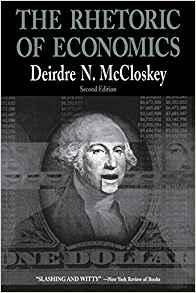 THE RHETORIC
OF ECONOMICS
Deirdre N. McCloskey
Second Edition
ONE DOLLAR
"SLASHING AND WITTY" —New York Review of Books